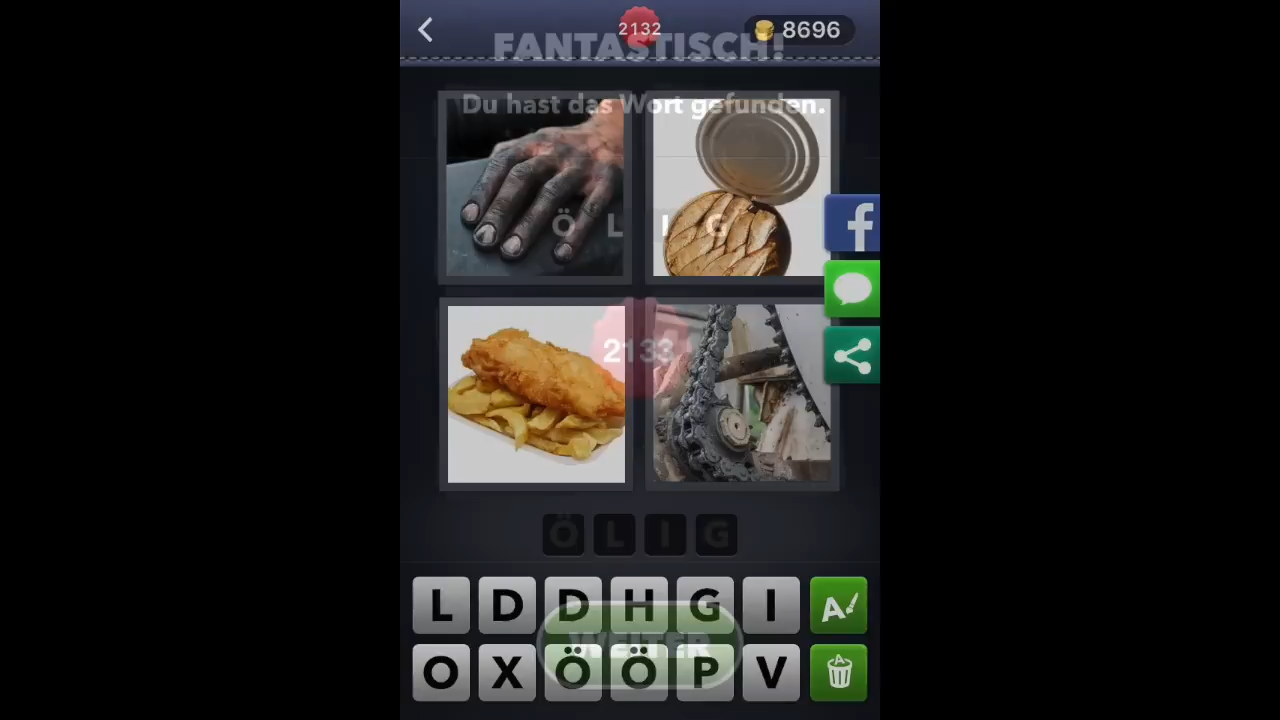 2132
8696
FANTASTISCH!
Du hast das Wort gefunden.
Ö L I G
2133
Ö L I G
L D D H G I A
WEITER
O X Ö Ö P V A